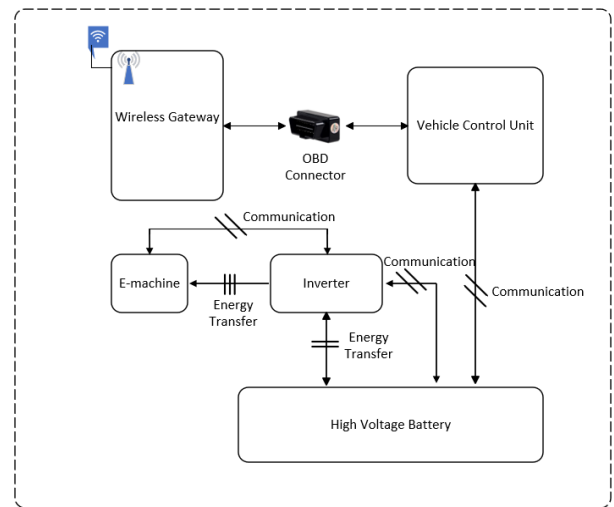 Wireless Gateway
OBD
Connector
Vehicle Control Unit
Communication
Communication
E-machine
Inverter
Communication
Energy
Transfer
Energy
Transfer
High Voltage Battery